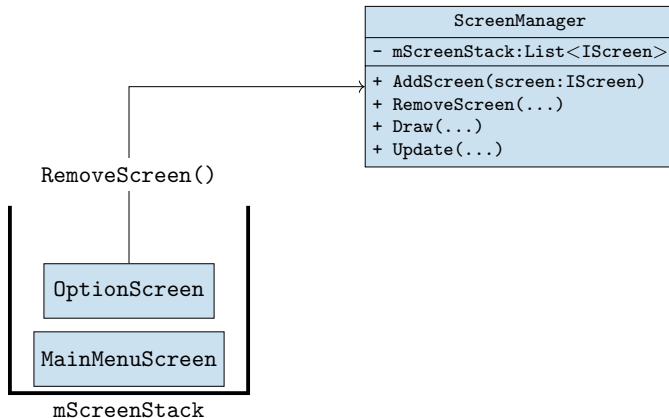 ScreenManager
- mScreenStack:List<IScreen>
+ AddScreen(screen:IScreen)
+ RemoveScreen(...)
+ Draw(...)
+ Update(...)
RemoveScreen()
OptionScreen
MainMenuScreen
mScreenStack